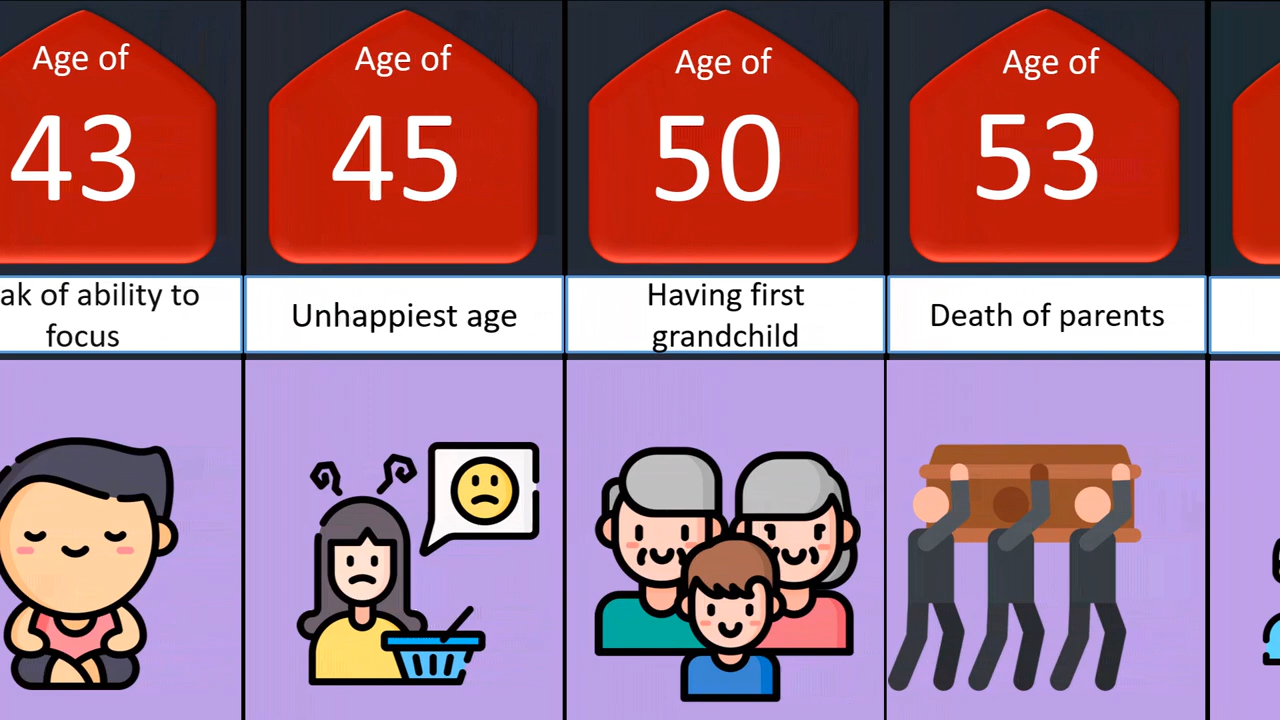 Age of
43
ak of ability to
focus
Age of
45
Unhappiest age
Age of
50
Having first
grandchild
Age of
53
Death of parents